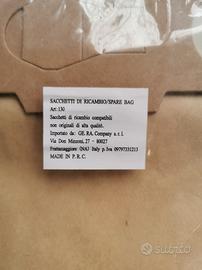 SACCHETTI DI RICAMBIO/SPARE BAG
Art 130
Sacchetti di ricambio compatibili
non originali di alta qualità.
Importato da: GE.RA. Company s.r.l.
Via Don Minzoni, 27 - 80027
Frattamaggiore (NA) Italy p.Iva 09797331213
MADE IN P.R.C.
subito